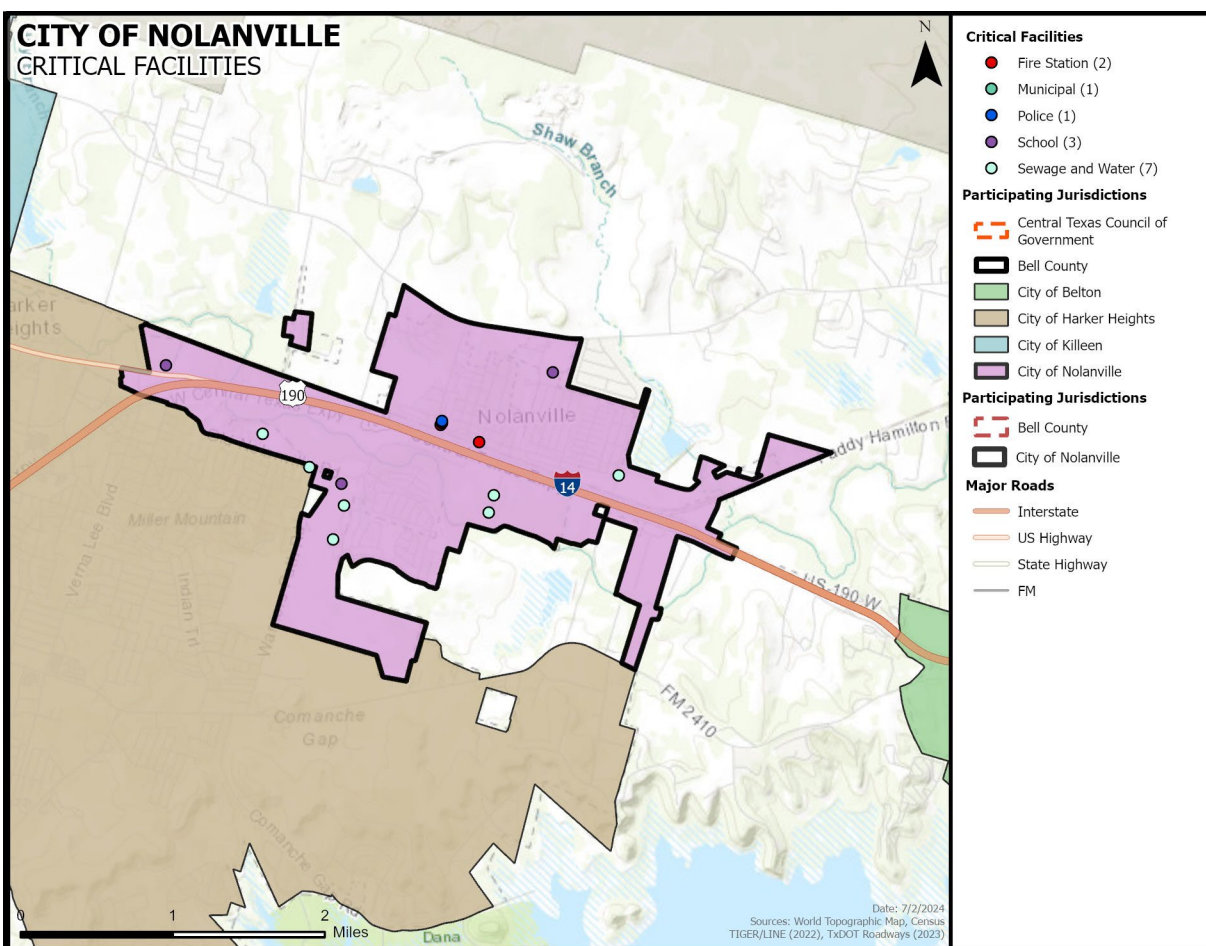 CITY OF NOLANVILLE
CRITICAL FACILITIES
N
Shaw Branch
190
Nolanville
14
Miller Mountain
Verna Lee Blvd
Indian Trl
Comanche
Gap
FM 2410
US-190 W
Comanche Gap Rd
Dana
0 1 2
Miles
Date: 7/2/2024
Sources: World Topographic Map, Census
TIGER/LINE (2022), TxDOT Roadways (2023)
Critical Facilities
Fire Station (2)
Municipal (1)
Police (1)
School (3)
Sewage and Water (7)
Participating Jurisdictions
Central Texas Council of
Government
Bell County
City of Belton
City of Harker Heights
City of Killeen
City of Nolanville
Participating Jurisdictions
Bell County
City of Nolanville
Major Roads
Interstate
US Highway
State Highway
FM